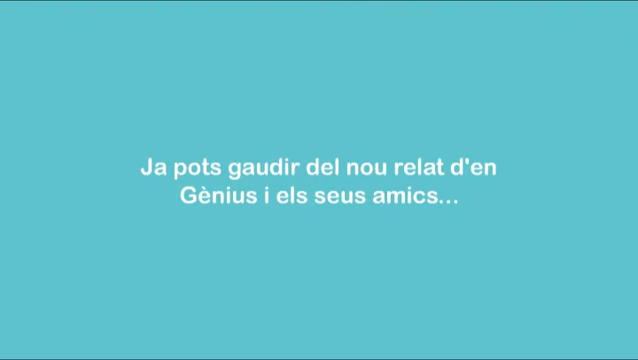 Ja pots gaudir del nou relat d'en
Gènius i els seus amics...